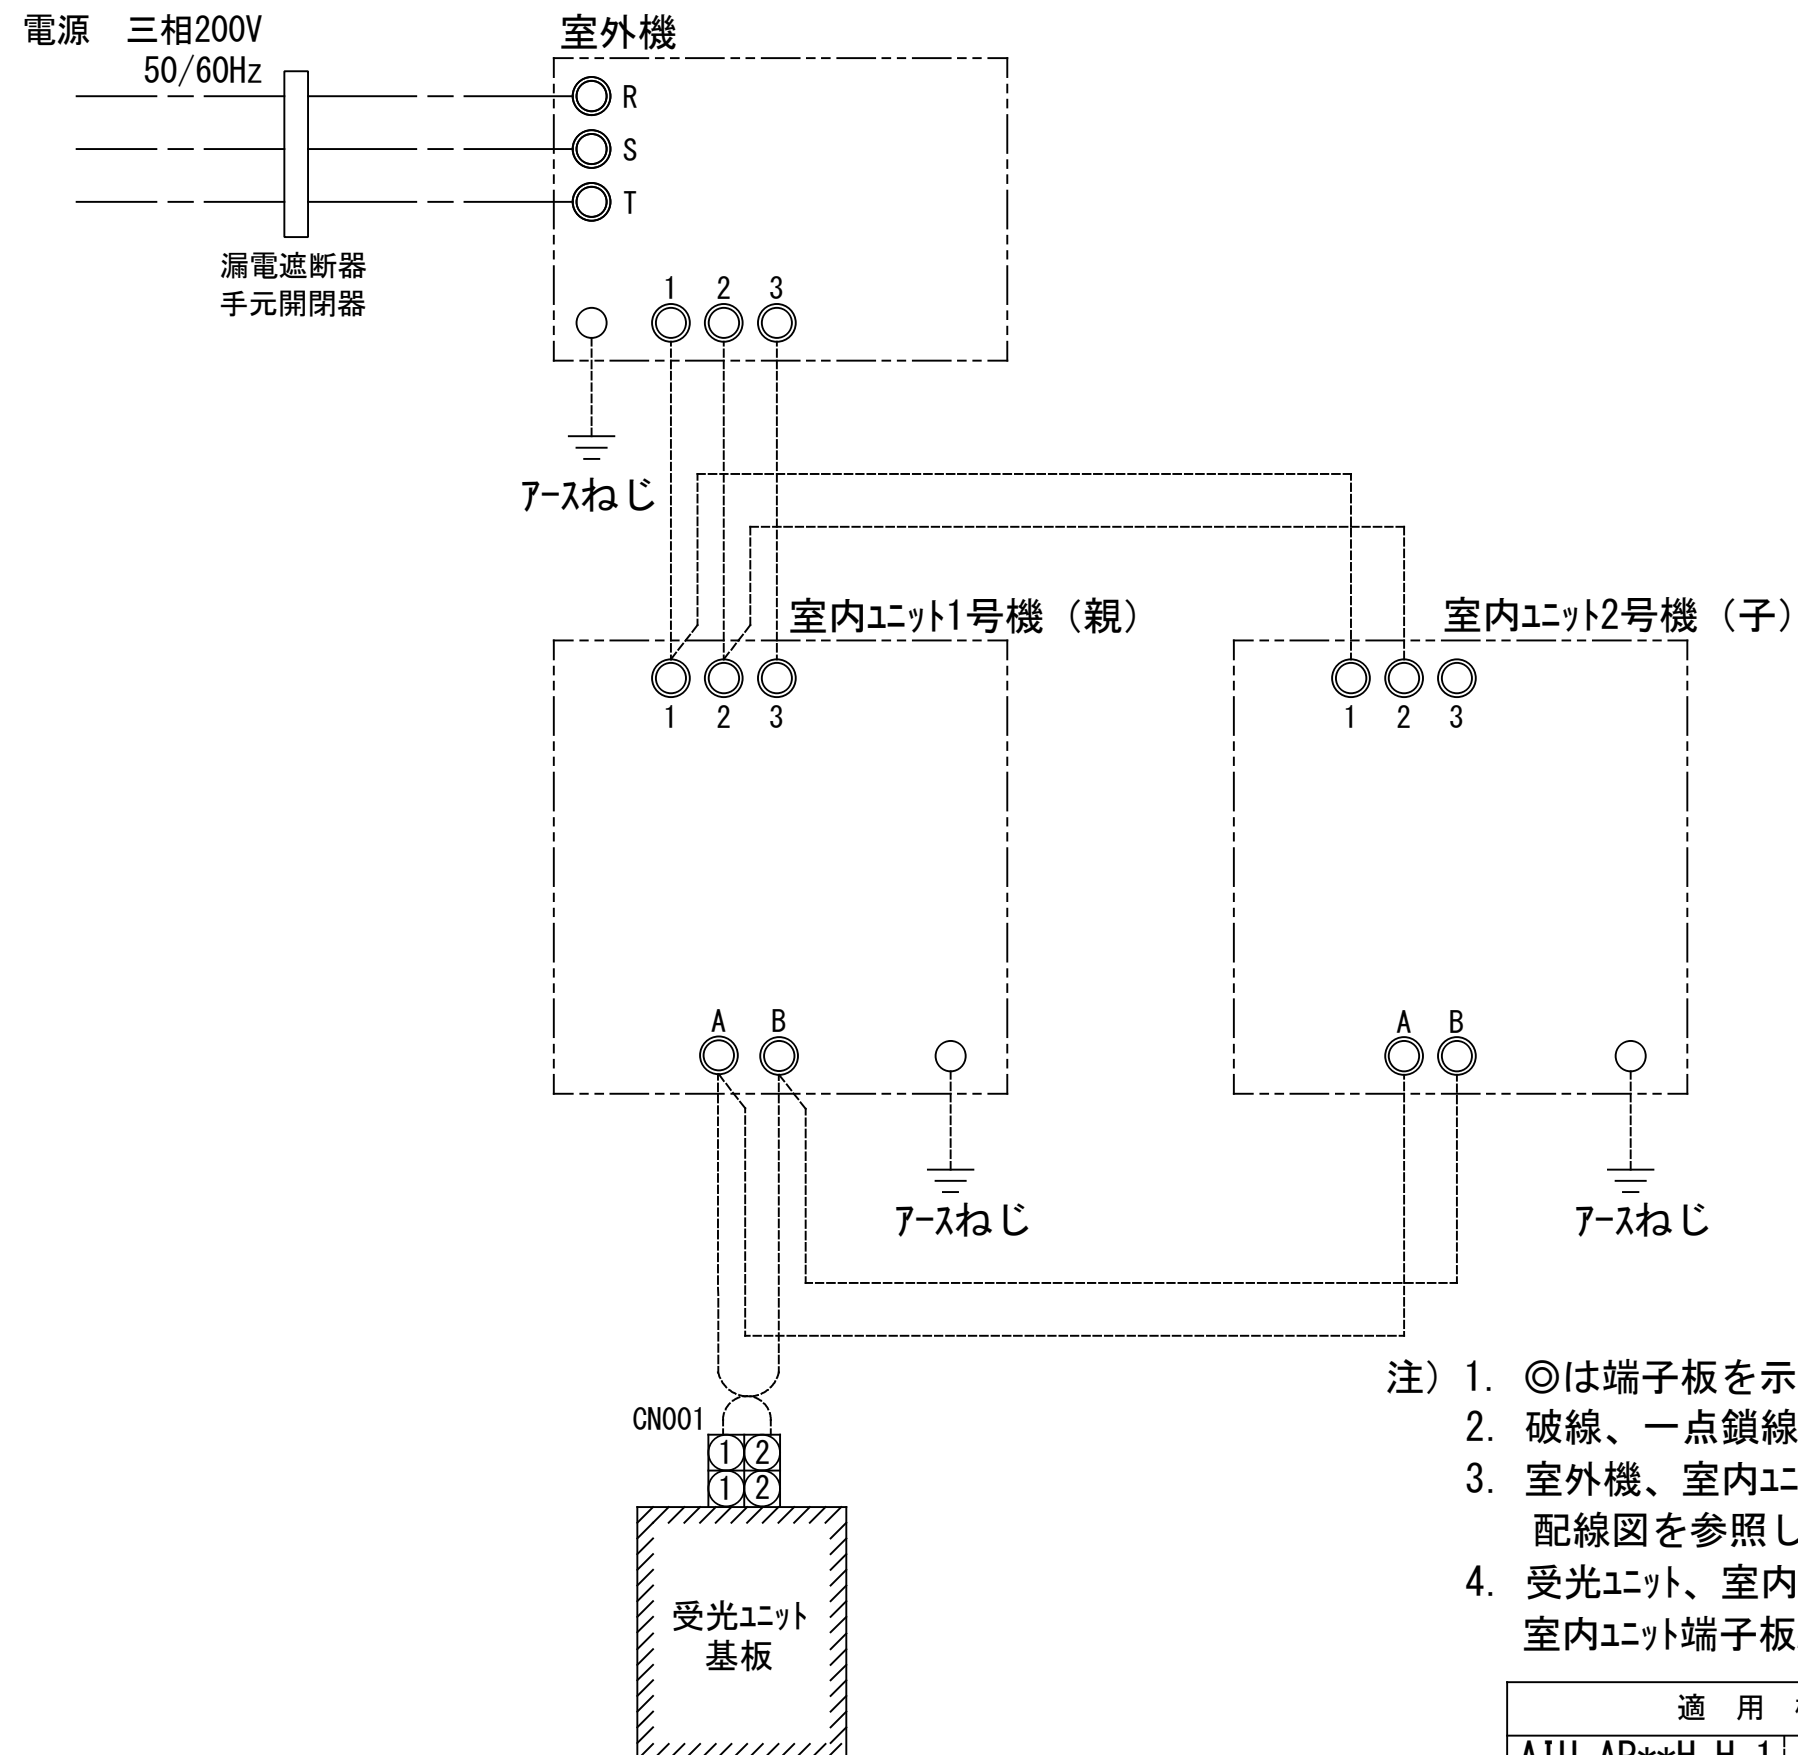 電源　三相200V
50/60Hz
室外機
R
S
T
漏電遮断器
手元開閉器
1 2 3
ｱｰｽねじ
室内ﾕﾆｯﾄ1号機（親）
室内ﾕﾆｯﾄ2号機（子）
1 2 3
1 2 3
A B
A B
ｱｰｽねじ
ｱｰｽねじ
CN001
1 2
1 2
受光ﾕﾆｯﾄ
基板
注）1. ◎は端子板を示
2. 破線、一点鎖線
3. 室外機、室内ﾕﾆ
配線図を参照し
4. 受光ﾕﾆｯﾄ、室内
室内ﾕﾆｯﾄ端子板
適　用